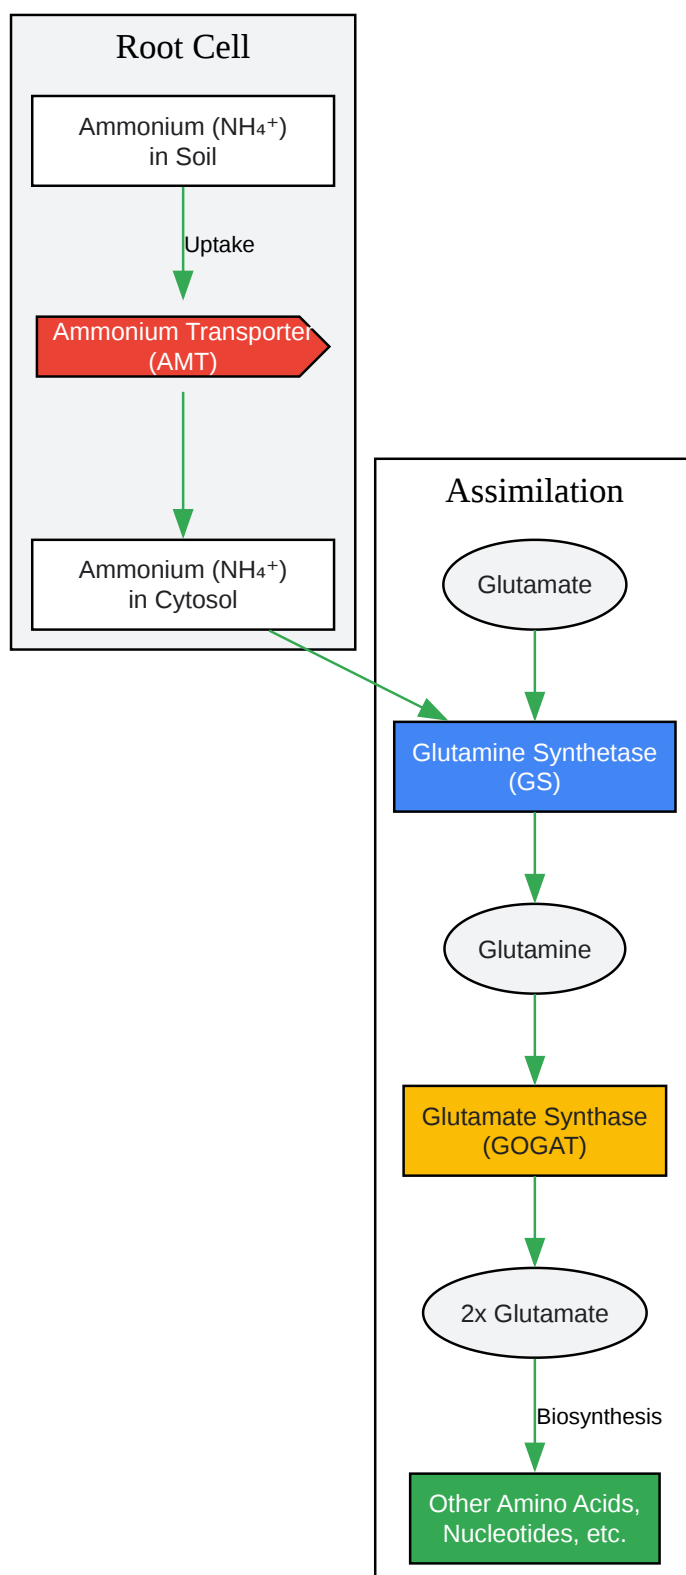 Root Cell
Ammonium (NH₄⁺)
in Soil
Uptake
Ammonium Transporter
(AMT)
Ammonium (NH₄⁺)
in Cytosol
Assimilation
Glutamate
Glutamine Synthetase
(GS)
Glutamine
Glutamate Synthase
(GOGAT)
2x Glutamate
Biosynthesis
Other Amino Acids,
Nucleotides, etc.